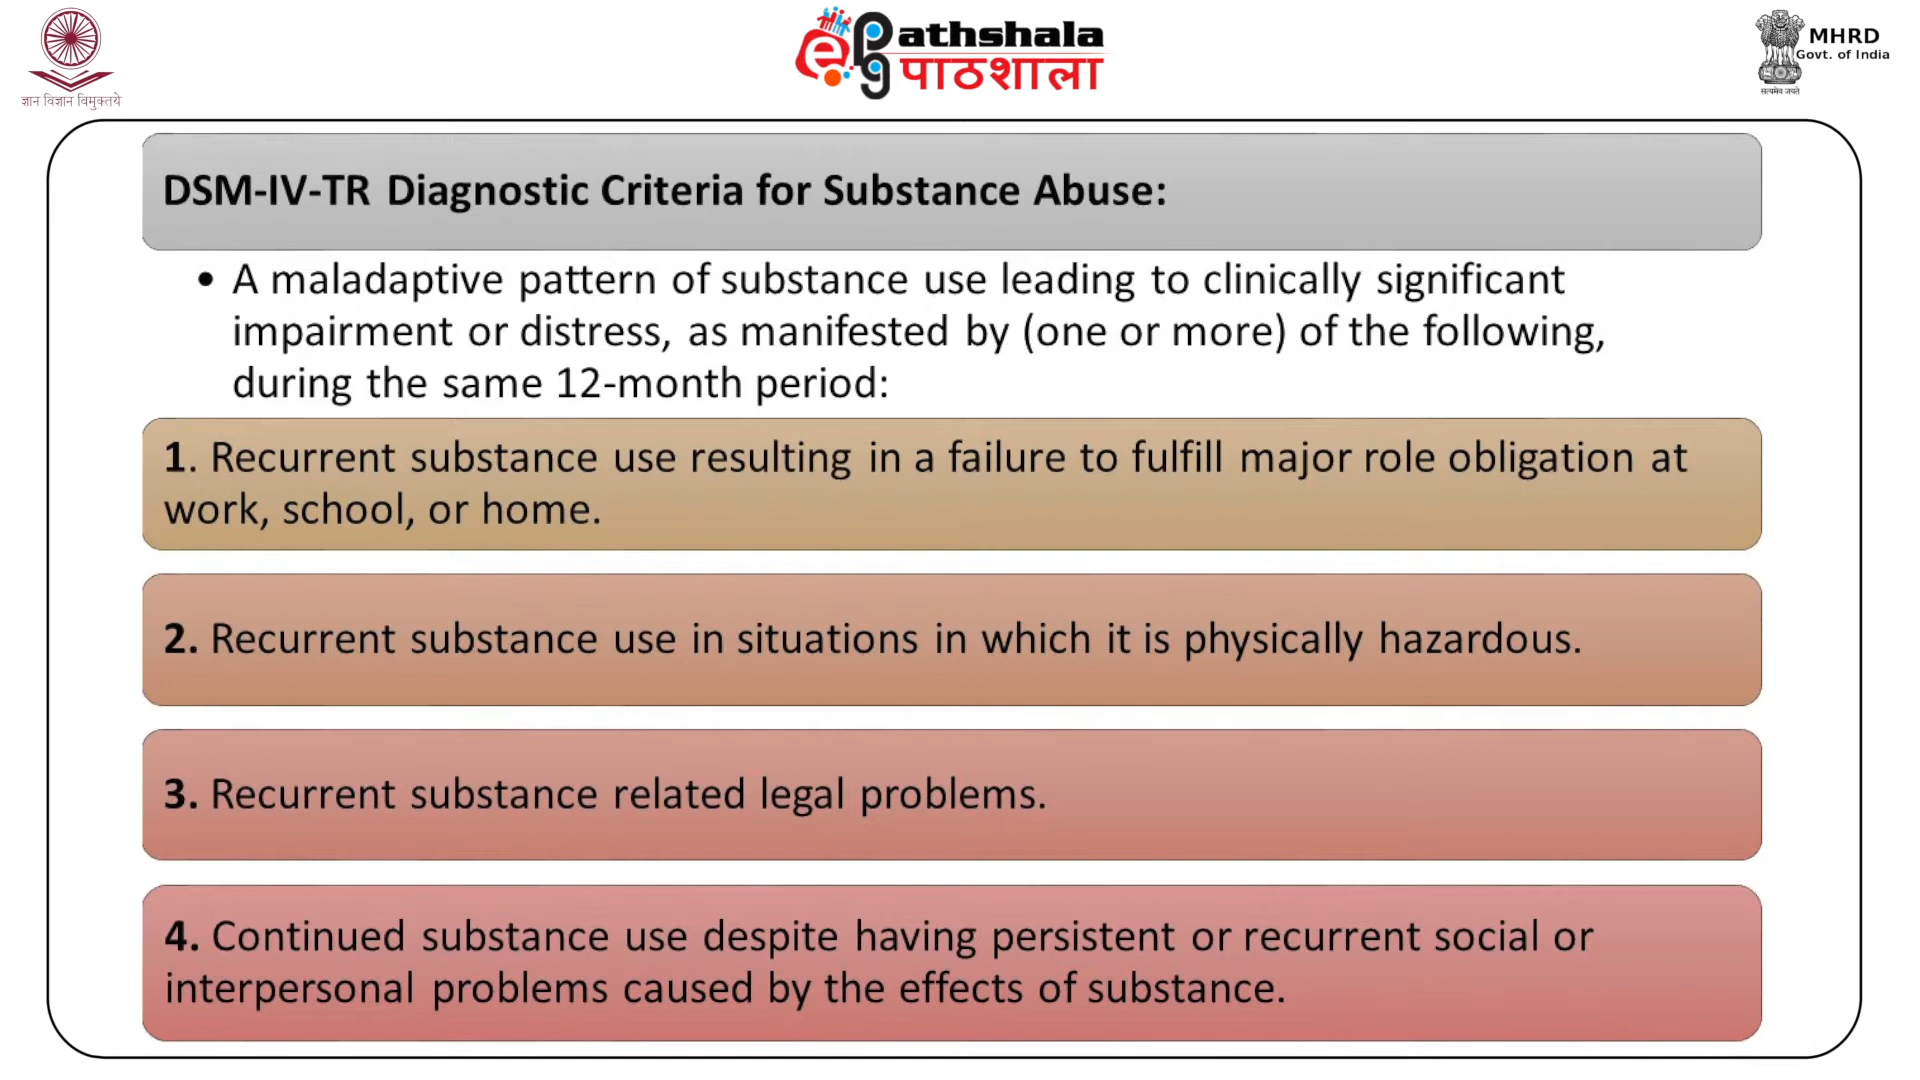 ज्ञान विज्ञान विमुक्तये
ePG Pathshala
पाठशाला
MHRD
Govt. of India
सत्यमेव जयते
DSM-IV-TR Diagnostic Criteria for Substance Abuse:
• A maladaptive pattern of substance use leading to clinically significant
impairment or distress, as manifested by (one or more) of the following,
during the same 12-month period:
1. Recurrent substance use resulting in a failure to fulfill major role obligation at
work, school, or home.
2. Recurrent substance use in situations in which it is physically hazardous.
3. Recurrent substance related legal problems.
4. Continued substance use despite having persistent or recurrent social or
interpersonal problems caused by the effects of substance.